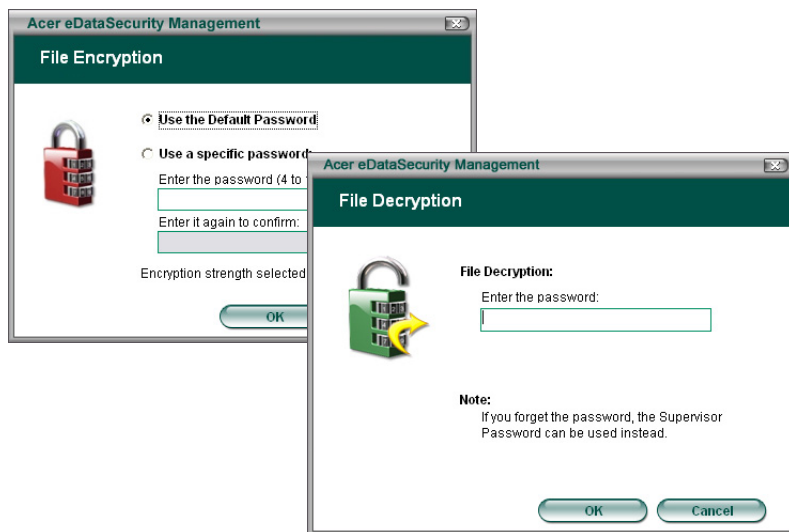 Acer eDataSecurity Management
File Encryption
Use the Default Password
Use a specific password:
Enter the password (4 to
Enter it again to confirm:
Encryption strength selected
OK
Acer eDataSecurity Management
File Decryption
File Decryption:
Enter the password:
Note:
If you forget the password, the Supervisor
Password can be used instead.
OK
Cancel